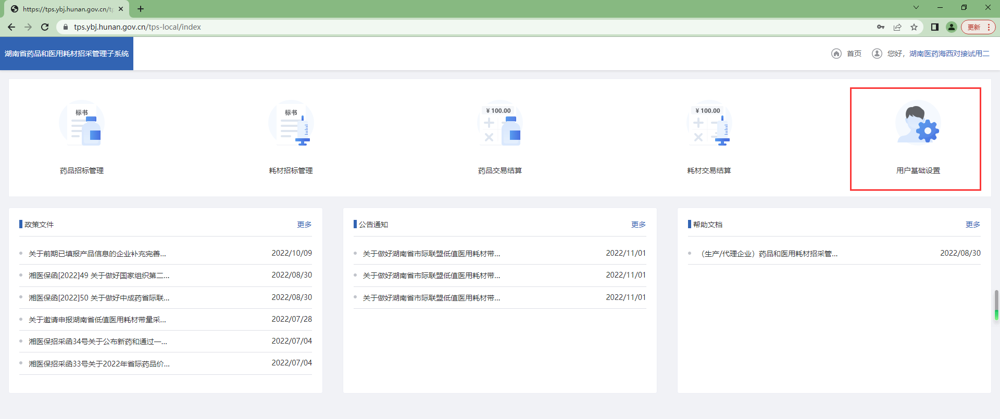 https://tps.ybj.hunan.gov.cn/tp
tps.ybj.hunan.gov.cn/tps-local/index
更新
湖南省药品和医用耗材招采管理子系统
首页
您好，湖南医药海西对接试用二
标书
标书
¥ 100.00
¥ 100.00
药品招标管理
耗材招标管理
药品交易结算
耗材交易结算
用户基础设置
政策文件 更多
关于前期已填报产品信息的企业补充完善... 2022/10/09
湘医保函[2022]49 关于做好国家组织第二... 2022/08/30
湘医保函[2022]50 关于做好中成药省际联... 2022/08/30
关于邀请申报湖南省低值医用耗材带量采... 2022/07/28
湘医保招采函34号关于公布新药和通过一... 2022/07/04
湘医保招采函33号关于2022年省际药品价... 2022/07/04
公告通知 更多
关于做好湖南省市际联盟低值医用耗材带... 2022/11/01
关于做好湖南省市际联盟低值医用耗材带... 2022/11/01
关于做好湖南省市际联盟低值医用耗材带... 2022/11/01
帮助文档 更多
（生产/代理企业）药品和医用耗材招采管... 2022/08/30